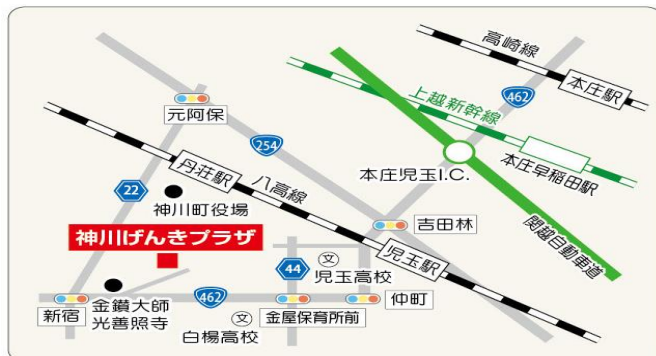 高崎線
本庄駅
462
上越新幹線
本庄早稲田駅
元阿保
254
本庄児玉I.C.
丹荘駅
八高線
22
神川町役場
吉田林
関越自動車道
神川げんきプラザ
児玉駅
文
児玉高校
44
462
仲町
新宿
金鑚大師
光善照寺
文
白楊高校
金屋保育所前